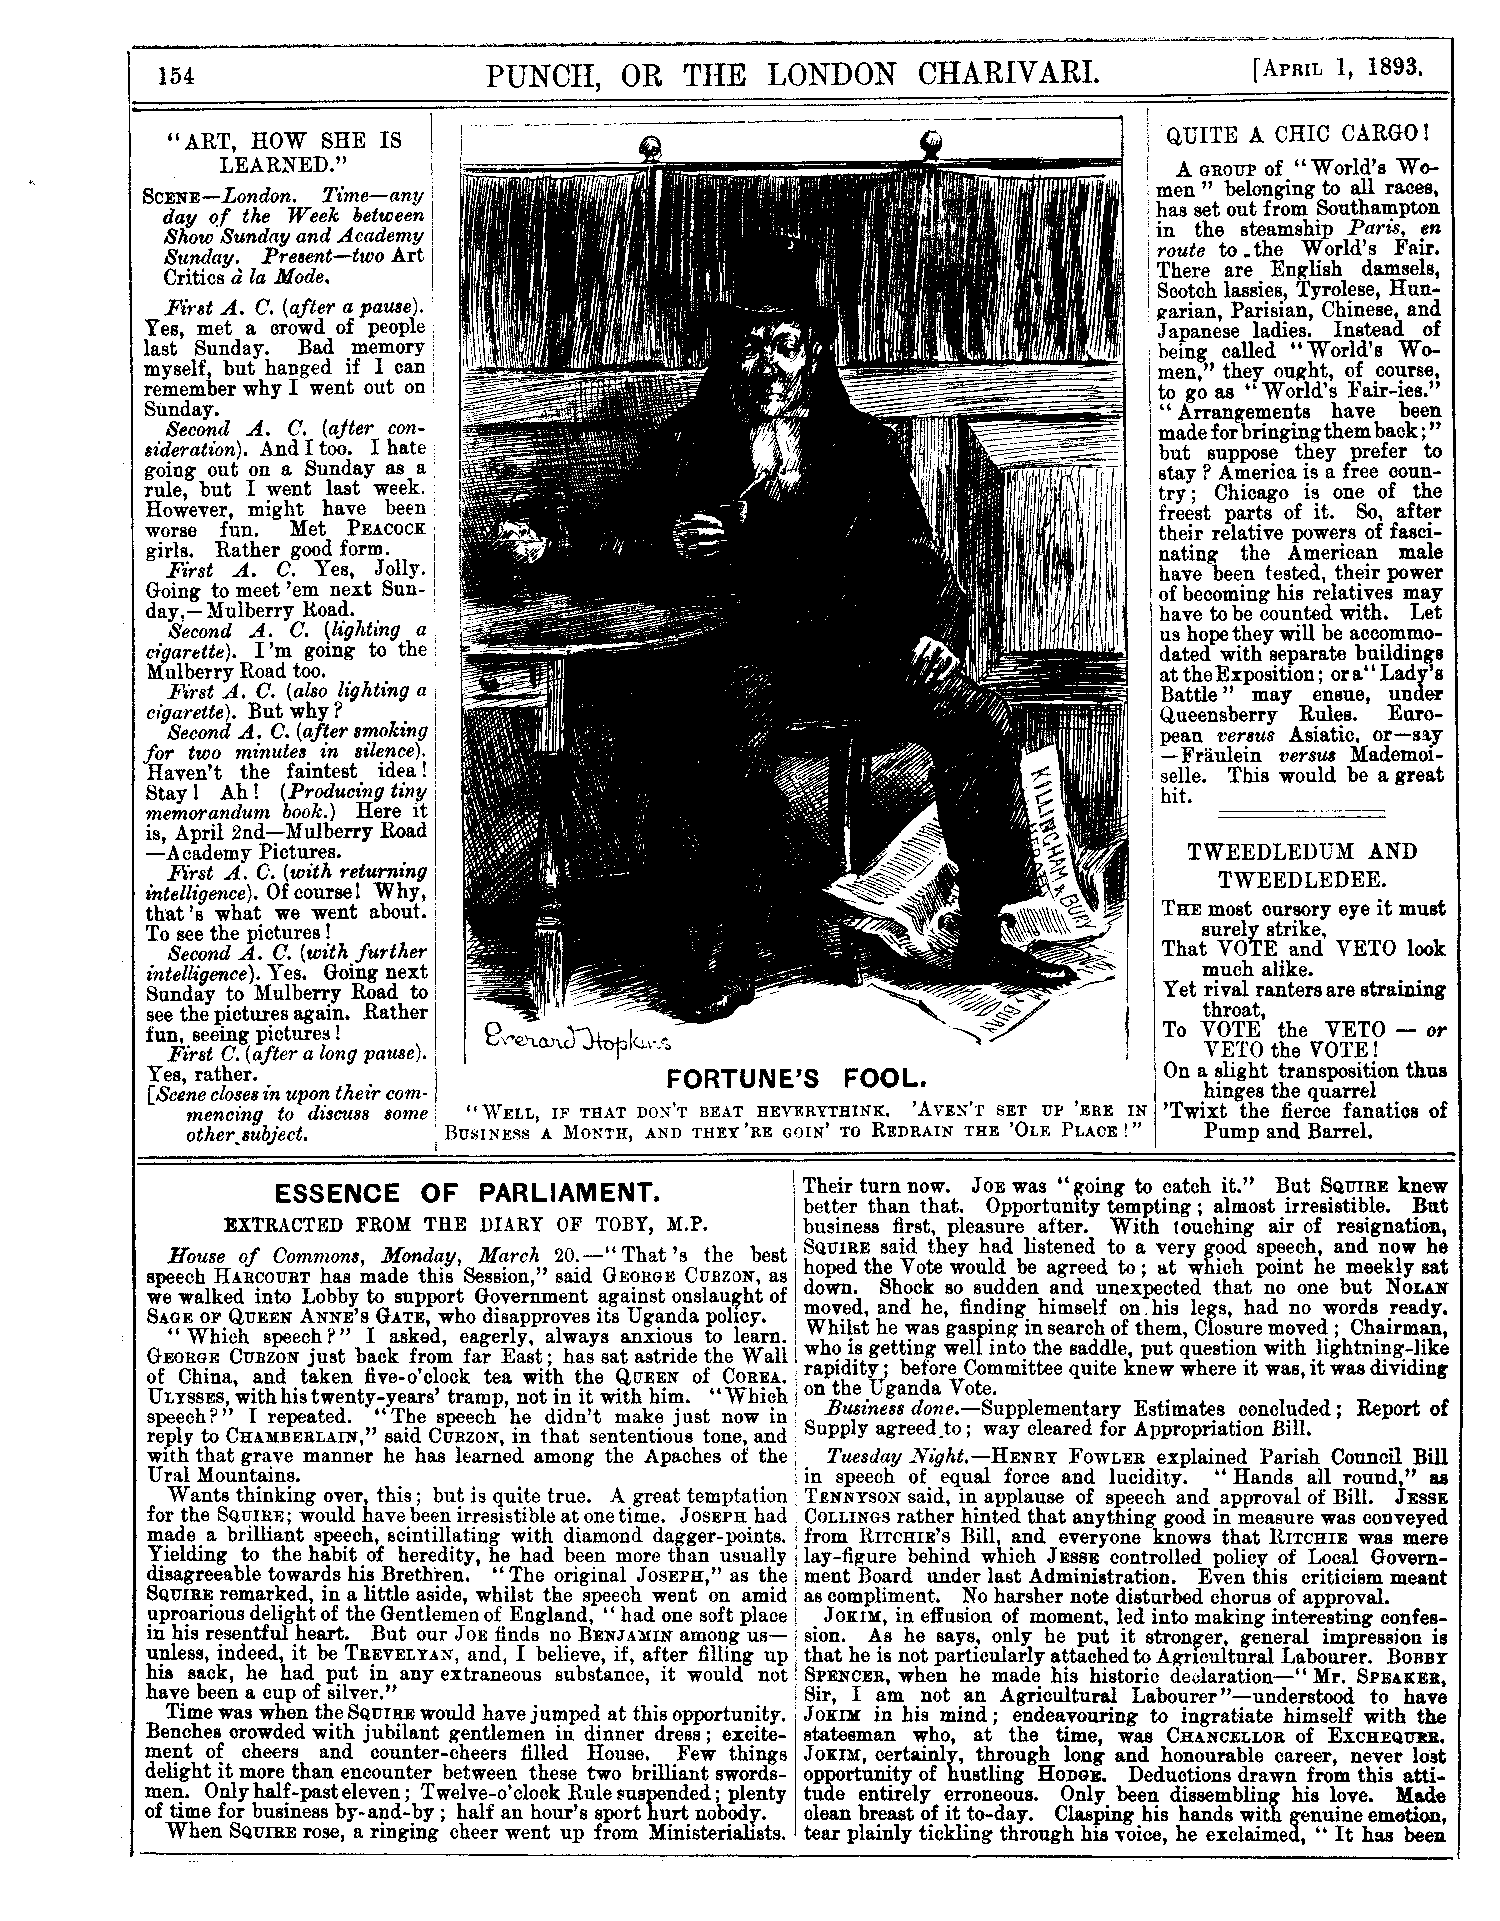 154
PUNCH, OR THE LONDON CHARIVARI.
[APRIL 1, 1893.
"ART, HOW SHE IS
LEARNED."
SCENE—London. Time—any
day of the Week between
Show Sunday and Academy
Sunday. Present—two Art
Critics à la Mode.
First A. C. (after a pause).
Yes, met a crowd of people
last Sunday. Bad memory
myself, but hanged if I can
remember why I went out on
Sunday.
Second A. C. (after con-
sideration). And I too. I hate
going out on a Sunday as a
rule, but I went last week.
However, might have been
worse fun. Met PEACOCK
girls. Rather good form.
First A. C. Yes, Jolly.
Going to meet 'em next Sun-
day,—Mulberry Road.
Second A. C. (lighting a
cigarette). I'm going to the
Mulberry Road too.
First A. C. (also lighting a
cigarette). But why?
Second A. C. (after smoking
for two minutes in silence).
Haven't the faintest idea!
Stay! Ah! (Producing tiny
memorandum book.) Here it
is, April 2nd—Mulberry Road
—Academy Pictures.
First A. C. (with returning
intelligence). Of course! Why,
that's what we went about.
To see the pictures!
Second A. C. (with further
intelligence). Yes. Going next
Sunday to Mulberry Road to
see the pictures again. Rather
fun, seeing pictures!
First C. (after a long pause).
Yes, rather.
[Scene closes in upon their com-
mencing to discuss some
other subject.
KILLINGHAM & BURY
BURY
Everard Hopkins
FORTUNE'S FOOL.
"WELL, IF THAT DON'T BEAT HEVERYTHINK. 'AVEN'T SET UP 'ERE IN
BUSINESS A MONTH, AND THEY'RE GOIN' TO REDRAIN THE 'OLE PLACE!"
QUITE A CHIC CARGO!
A GROUP of "World's Wo-
men" belonging to all races,
has set out from Southampton
in the steamship Paris, en
route to the World's Fair.
There are English damsels,
Scotch lassies, Tyrolese, Hun-
garian, Parisian, Chinese, and
Japanese ladies. Instead of
being called "World's Wo-
men," they ought, of course,
to go as "World's Fair-ies."
"Arrangements have been
made for bringing them back;"
but suppose they prefer to
stay? America is a free coun-
try; Chicago is one of the
freest parts of it. So, after
their relative powers of fasci-
nating the American male
have been tested, their power
of becoming his relatives may
have to be counted with. Let
us hope they will be accommo-
dated with separate buildings
at the Exposition; or a "Lady's
Battle" may ensue, under
Queensberry Rules. Euro-
pean versus Asiatic, or—say
—Fräulein versus Mademoi-
selle. This would be a great
hit.
TWEEDLEDUM AND
TWEEDLEDEE.
THE most cursory eye it must
surely strike,
That VOTE and VETO look
much alike.
Yet rival ranters are straining
throat,
To VOTE the VETO — or
VETO the VOTE!
On a slight transposition thus
hinges the quarrel
'Twixt the fierce fanatics of
Pump and Barrel.
ESSENCE OF PARLIAMENT.
EXTRACTED FROM THE DIARY OF TOBY, M.P.
House of Commons, Monday, March 20.—"That's the best
speech HARCOURT has made this Session," said GEORGE CURZON, as
we walked into Lobby to support Government against onslaught of
SAGE OF QUEEN ANNE'S GATE, who disapproves its Uganda policy.
"Which speech?" I asked, eagerly, always anxious to learn.
GEORGE CURZON just back from far East; has sat astride the Wall
of China, and taken five-o'clock tea with the QUEEN of COREA.
ULYSSES, with his twenty-years' tramp, not in it with him. "Which
speech?" I repeated. "The speech he didn't make just now in
reply to CHAMBERLAIN," said CURZON, in that sententious tone, and
with that grave manner he has learned among the Apaches of the
Ural Mountains.
Wants thinking over, this; but is quite true. A great temptation
for the SQUIRE; would have been irresistible at one time. JOSEPH had
made a brilliant speech, scintillating with diamond dagger-points.
Yielding to the habit of heredity, he had been more than usually
disagreeable towards his Brethren. "The original JOSEPH," as the
SQUIRE remarked, in a little aside, whilst the speech went on amid
uproarious delight of the Gentlemen of England, "had one soft place
in his resentful heart. But our JOE finds no BENJAMIN among us—
unless, indeed, it be TREVELYAN, and, I believe, if, after filling up
his sack, he had put in any extraneous substance, it would not
have been a cup of silver."
Time was when the SQUIRE would have jumped at this opportunity.
Benches crowded with jubilant gentlemen in dinner dress; excite-
ment of cheers and counter-cheers filled House. Few things
delight it more than encounter between these two brilliant swords-
men. Only half-past eleven; Twelve-o'clock Rule suspended; plenty
of time for business by-and-by; half an hour's sport hurt nobody.
When SQUIRE rose, a ringing cheer went up from Ministerialists.
Their turn now. JOE was "going to catch it." But SQUIRE knew
better than that. Opportunity tempting; almost irresistible. But
business first, pleasure after. With touching air of resignation,
SQUIRE said they had listened to a very good speech, and now he
hoped the Vote would be agreed to; at which point he meekly sat
down. Shock so sudden and unexpected that no one but NOLAN
moved, and he, finding himself on his legs, had no words ready.
Whilst he was gasping in search of them, Closure moved; Chairman,
who is getting well into the saddle, put question with lightning-like
rapidity; before Committee quite knew where it was, it was dividing
on the Uganda Vote.
Business done.—Supplementary Estimates concluded; Report of
Supply agreed to; way cleared for Appropriation Bill.
Tuesday Night.—HENRY FOWLER explained Parish Council Bill
in speech of equal force and lucidity. "Hands all round," as
TENNYSON said, in applause of speech and approval of Bill. JESSE
COLLINGS rather hinted that anything good in measure was conveyed
from RITCHIE'S Bill, and everyone knows that RITCHIE was mere
lay-figure behind which JESSE controlled policy of Local Govern-
ment Board under last Administration. Even this criticism meant
as compliment. No harsher note disturbed chorus of approval.
JOKIM, in effusion of moment, led into making interesting confes-
sion. As he says, only he put it stronger, general impression is
that he is not particularly attached to Agricultural Labourer. BOBBY
SPENCER, when he made his historic declaration—"Mr. SPEAKER,
Sir, I am not an Agricultural Labourer"—understood to have
JOKIM in his mind; endeavouring to ingratiate himself with the
statesman who, at the time, was CHANCELLOR OF EXCHEQUER.
JOKIM, certainly, through long and honourable career, never lost
opportunity of hustling HODGE. Deductions drawn from this atti-
tude entirely erroneous. Only been dissembling his love. Made
clean breast of it to-day. Clasping his hands with genuine emotion,
tear plainly tickling through his voice, he exclaimed, "It has been